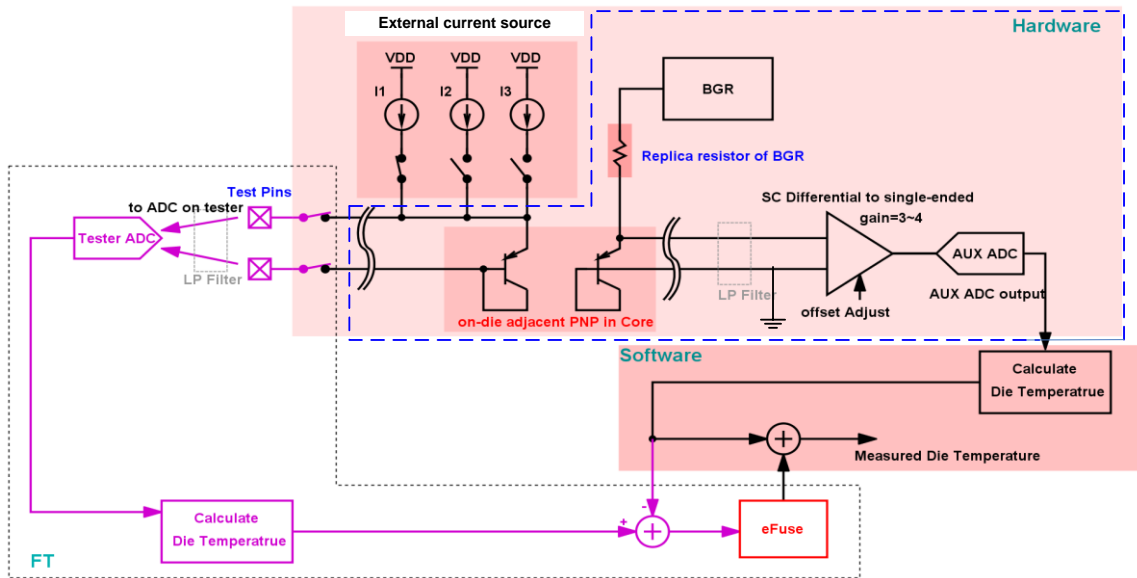 External current source
Hardware
VDD VDD VDD
I1 I2 I3
BGR
Replica resistor of BGR
Test Pins
to ADC on tester
Tester ADC
LP Filter
SC Differential to single-ended
gain=3~4
LP Filter
AUX ADC
AUX ADC output
offset Adjust
on-die adjacent PNP in Core
Software
Calculate
Die Temperatrue
+
Measured Die Temperature
-
+
+
eFuse
Calculate
Die Temperatrue
FT